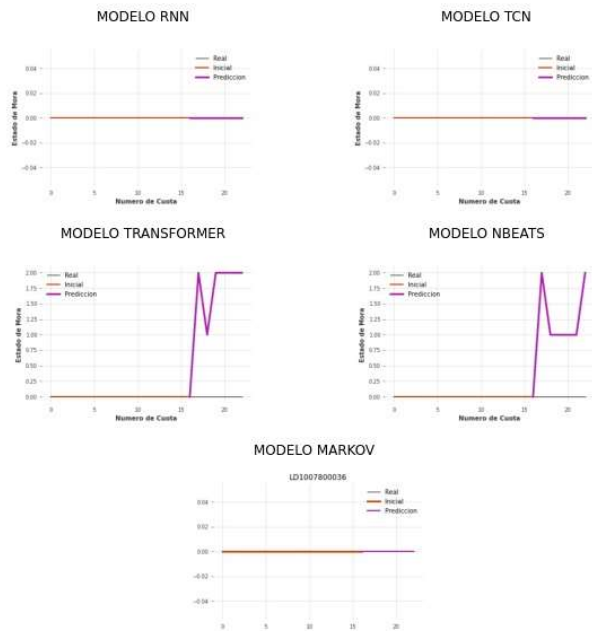 MODELO RNN
MODELO TCN
Real
Inicial
Prediccion
0.04
0.02
0.00
−0.02
−0.04
Estado de Mora
0 5 10 15 20
Numero de Cuota
Real
Inicial
Prediccion
0.04
0.02
0.00
−0.02
−0.04
Estado de Mora
0 5 10 15 20
Numero de Cuota
MODELO TRANSFORMER
MODELO NBEATS
Real
Inicial
Prediccion
2.00
1.75
1.50
1.25
1.00
0.75
0.50
0.25
0.00
Estado de Mora
0 5 10 15 20
Numero de Cuota
Real
Inicial
Prediccion
2.00
1.75
1.50
1.25
1.00
0.75
0.50
0.25
0.00
Estado de Mora
0 5 10 15 20
Numero de Cuota
MODELO MARKOV
LD1007800036
Real
Inicial
Prediccion
0.04
0.02
0.00
−0.02
−0.04
0 5 10 15 20